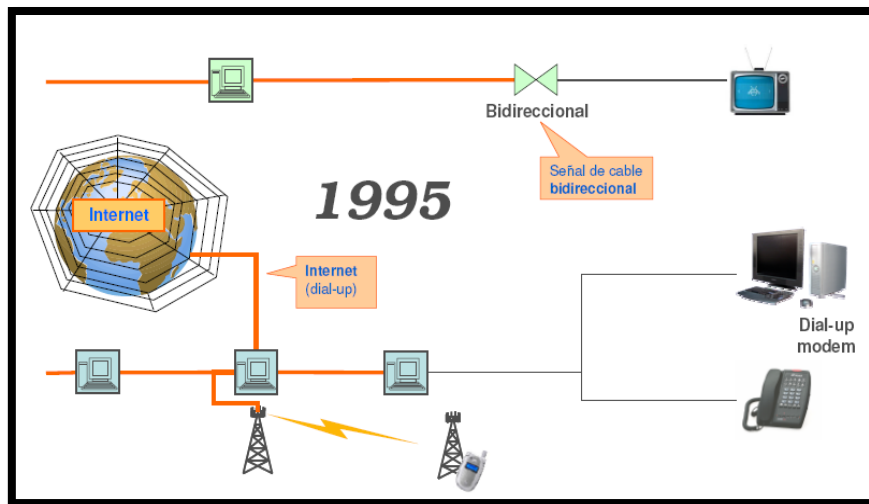 Bidireccional
Señal de cable
bidireccional
1995
Internet
Internet
(dial-up)
Dial-up
modem